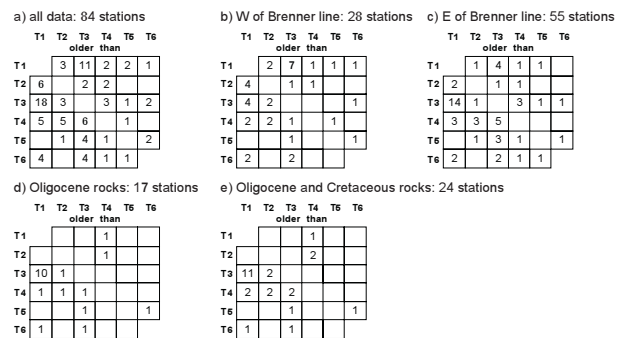 a) all data: 84 stations
T1 T2 T3 T4 T5 T6
older than
T1 3 11 2 2 1
T2 6 2 2
T3 18 3 3 1 2
T4 5 5 6 1
T5 1 4 1 2
T6 4 4 1 1
b) W of Brenner line: 28 stations
T1 T2 T3 T4 T5 T6
older than
T1 2 7 1 1 1
T2 4 1 1
T3 4 2 1
T4 2 2 1 1
T5 1 1
T6 2 2
c) E of Brenner line: 55 stations
T1 T2 T3 T4 T5 T6
older than
T1 1 4 1 1
T2 2 1 1
T3 14 1 3 1 1
T4 3 3 5
T5 1 3 1 1
T6 2 2 1 1
d) Oligocene rocks: 17 stations
T1 T2 T3 T4 T5 T6
older than
T1 1
T2 1
T3 10 1
T4 1 1 1
T5 1 1
T6 1 1
e) Oligocene and Cretaceous rocks: 24 stations
T1 T2 T3 T4 T5 T6
older than
T1 1
T2 2
T3 11 2
T4 2 2 2
T5 1 1
T6 1 1